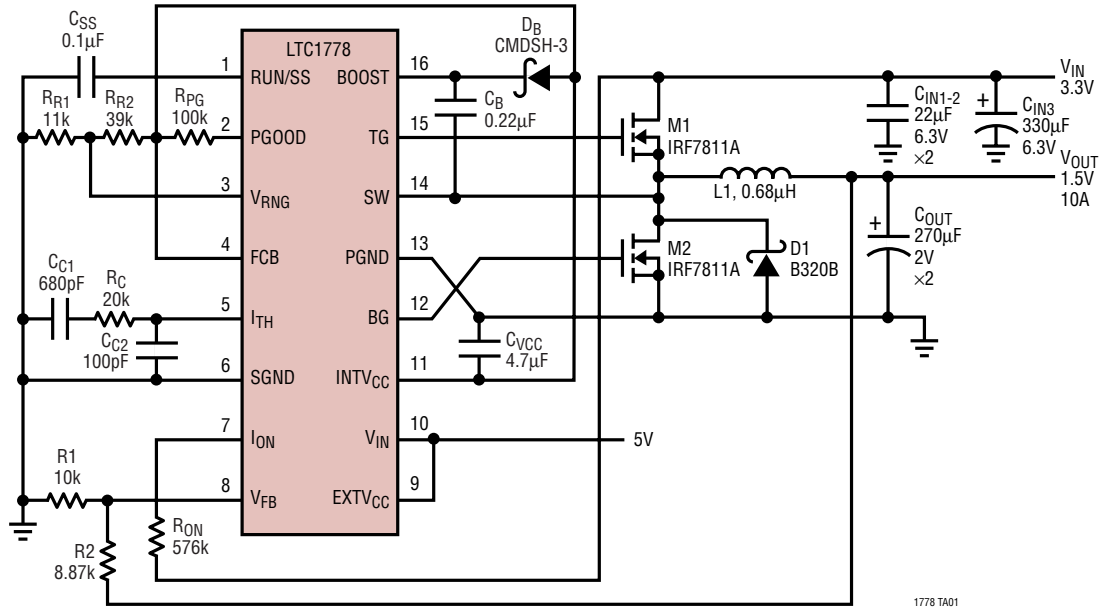 C_SS
0.1µF
D_B
CMDSH-3
LTC1778
1
RUN/SS
BOOST
16
R_R1
11k
R_R2
39k
R_PG
100k
2
PGOOD
TG
15
C_B
0.22µF
M1
IRF7811A
V_IN
3.3V
C_IN1-2
22µF
6.3V
×2
+
C_IN3
330µF
6.3V
3
V_RNG
SW
14
L1, 0.68µH
V_OUT
1.5V
10A
4
FCB
PGND
13
M2
IRF7811A
D1
B320B
+
C_OUT
270µF
2V
×2
C_C1
680pF
R_C
20k
5
I_TH
BG
12
C_C2
100pF
C_VCC
4.7µF
6
SGND
INTV_CC
11
7
I_ON
V_IN
10
5V
R1
10k
8
V_FB
EXTV_CC
9
R_ON
576k
R2
8.87k
1778 TA01